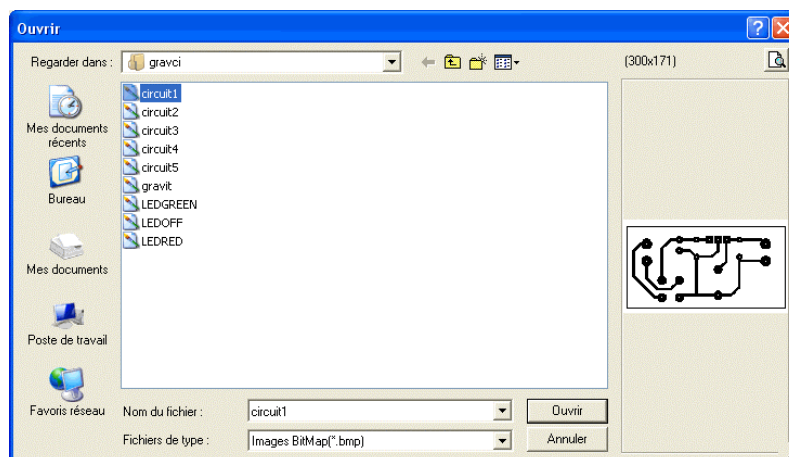 Ouvrir
Regarder dans :
gravci
(300x171)
Mes documents
récents
Bureau
Mes documents
Poste de travail
Favoris réseau
circuit1
circuit2
circuit3
circuit4
circuit5
gravit
LEDGREEN
LEDOFF
LEDRED
Nom du fichier :
circuit1
Ouvrir
Fichiers de type :
Images BitMap(*.bmp)
Annuler